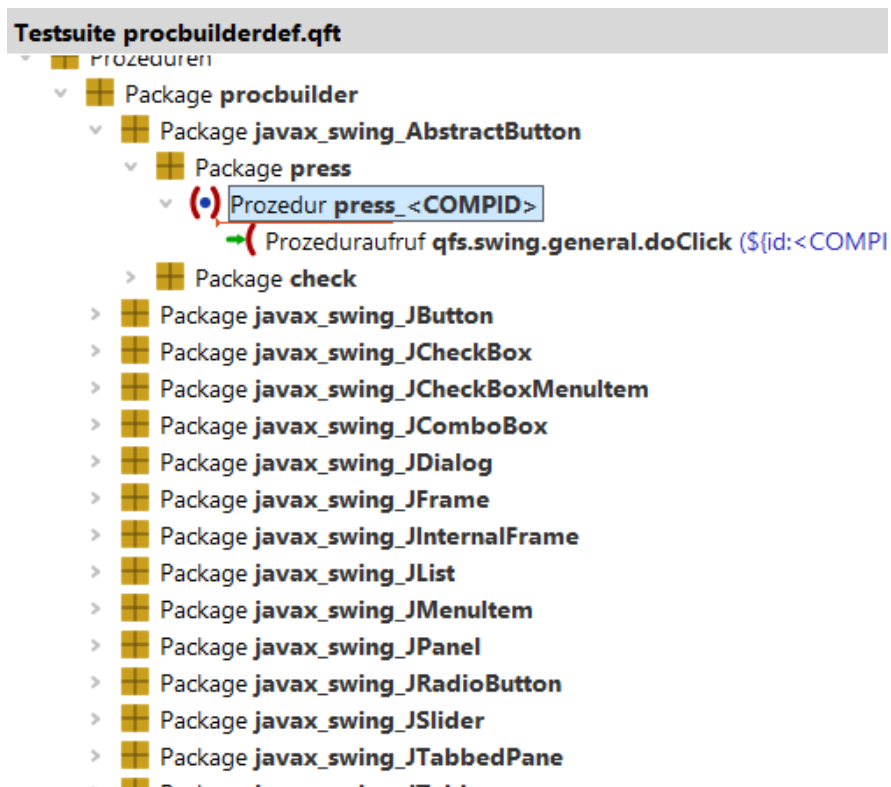 Testsuite procbuilderdef.qft
Prozeduren
Package procbuilder
Package javax_swing_AbstractButton
Package press
Prozedur press_<COMPID>
Prozeduraufruf qfs.swing.general.doClick (${id:<COMPI
Package check
Package javax_swing_JButton
Package javax_swing_JCheckBox
Package javax_swing_JCheckBoxMenuItem
Package javax_swing_JComboBox
Package javax_swing_JDialog
Package javax_swing_JFrame
Package javax_swing_JInternalFrame
Package javax_swing_JList
Package javax_swing_JMenuItem
Package javax_swing_JPanel
Package javax_swing_JRadioButton
Package javax_swing_JSlider
Package javax_swing_JTabbedPane